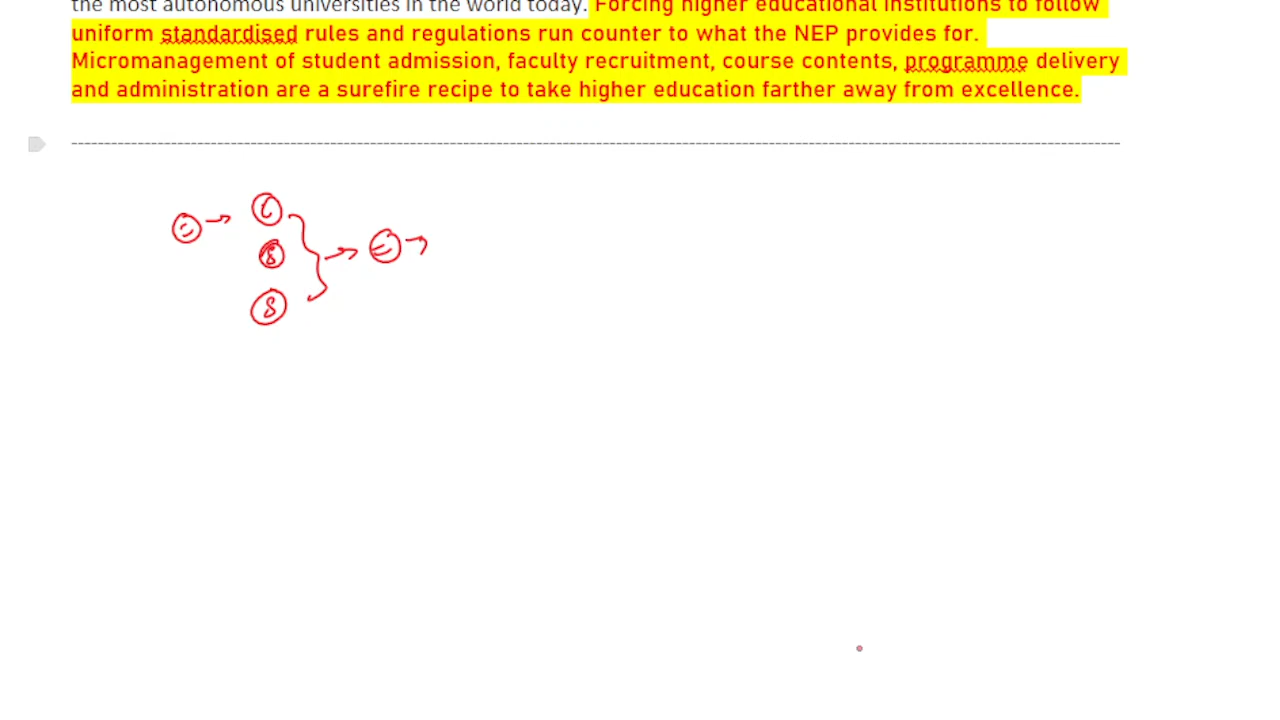 the most autonomous universities in the world today. Forcing higher educational institutions to follow
uniform standardised rules and regulations run counter to what the NEP provides for.
Micromanagement of student admission, faculty recruitment, course contents, programme delivery
and administration are a surefire recipe to take higher education farther away from excellence.